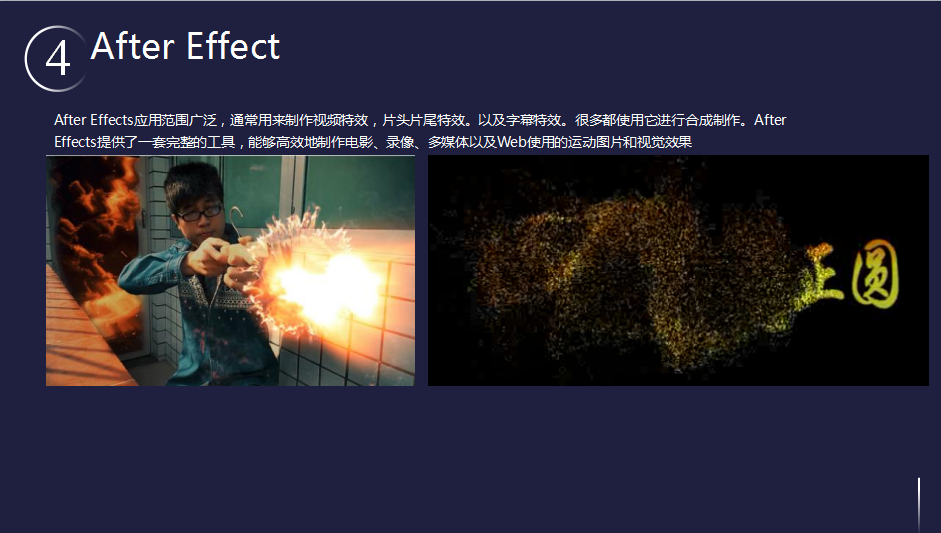 4
After Effect
After Effects应用范围广泛，通常用来制作视频特效，片头片尾特效。以及字幕特效。很多都使用它进行合成制作。After
Effects提供了一套完整的工具，能够高效地制作电影、录像、多媒体以及Web使用的运动图片和视觉效果
圆